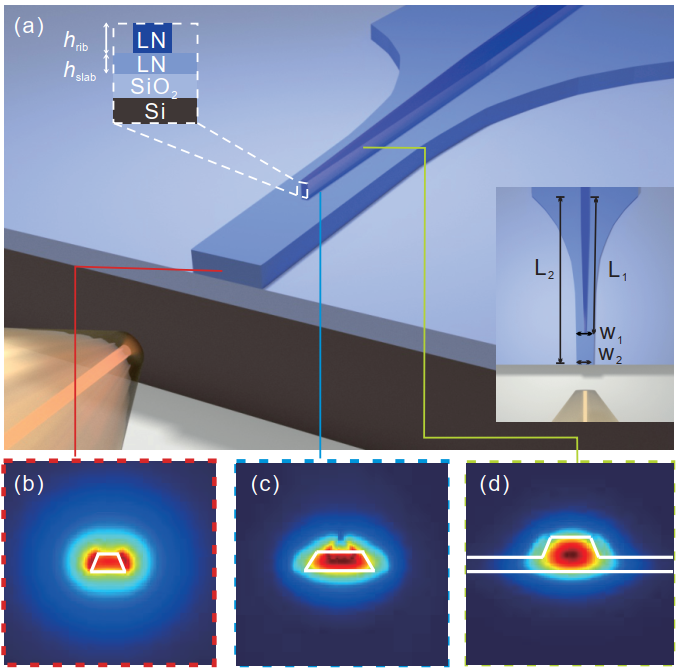 (a)
h_rib
LN
h_slab
LN
SiO₂
Si
L₂
L₁
W₁
W₂
(b)
(c)
(d)